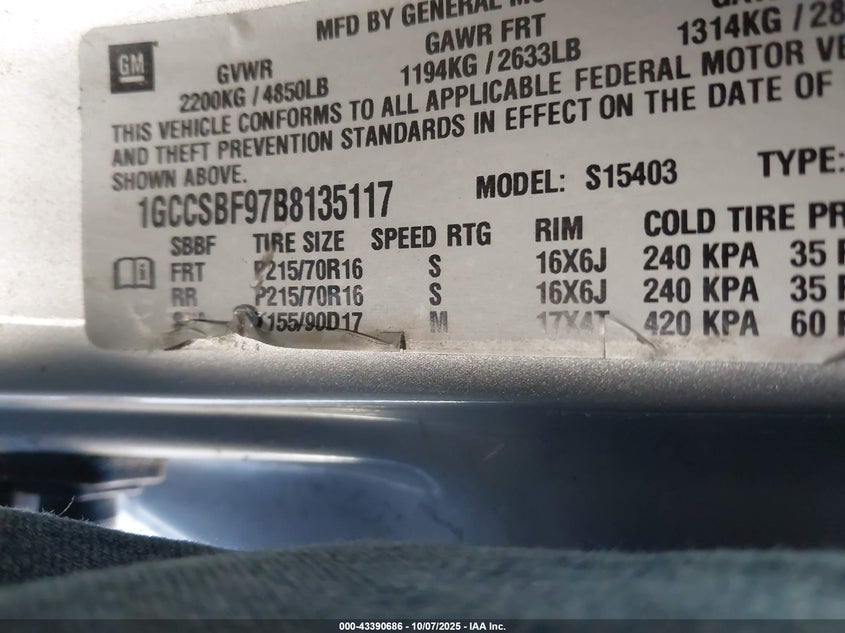 GM
MFD BY GENERAL MO
GVWR
GAWR FRT
2200KG / 4850LB
1194KG / 2633LB
1314KG / 28
THIS VEHICLE CONFORMS TO ALL APPLICABLE FEDERAL MOTOR VE
AND THEFT PREVENTION STANDARDS IN EFFECT ON THE DATE OF
SHOWN ABOVE.
1GCCSBF97B8135117
MODEL: S15403
TYPE:
SBBF TIRE SIZE SPEED RTG RIM COLD TIRE PR
FRT P215/70R16 S 16X6J 240 KPA 35 P
RR P215/70R16 S 16X6J 240 KPA 35 P
155/90D17 M 17X4T 420 KPA 60 P
000-43390686 - 10/07/2025 - IAA Inc.